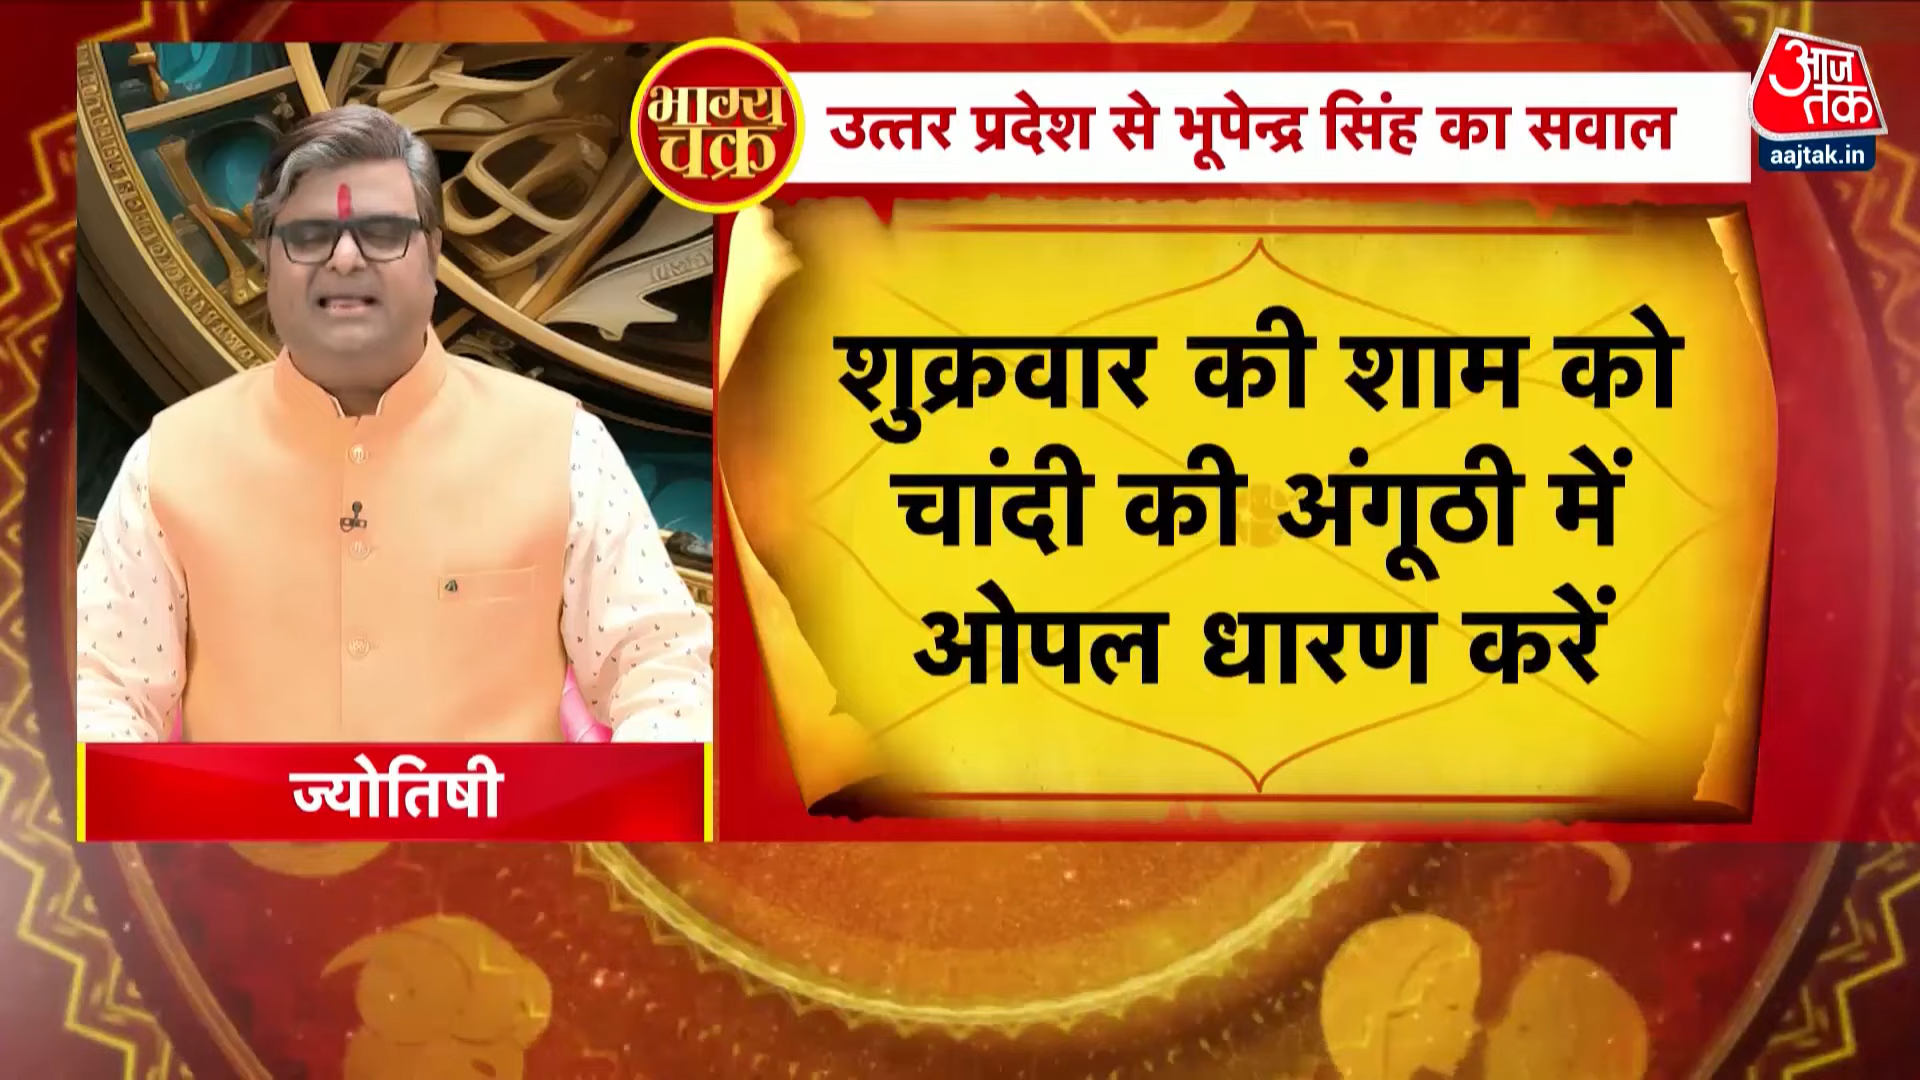 भाग्य
चक्र
उत्तर प्रदेश से भूपेन्द्र सिंह का सवाल
आज
तक
aajtak.in
शुक्रवार की शाम को
चांदी की अंगूठी में
ओपल धारण करें
ज्योतिषी